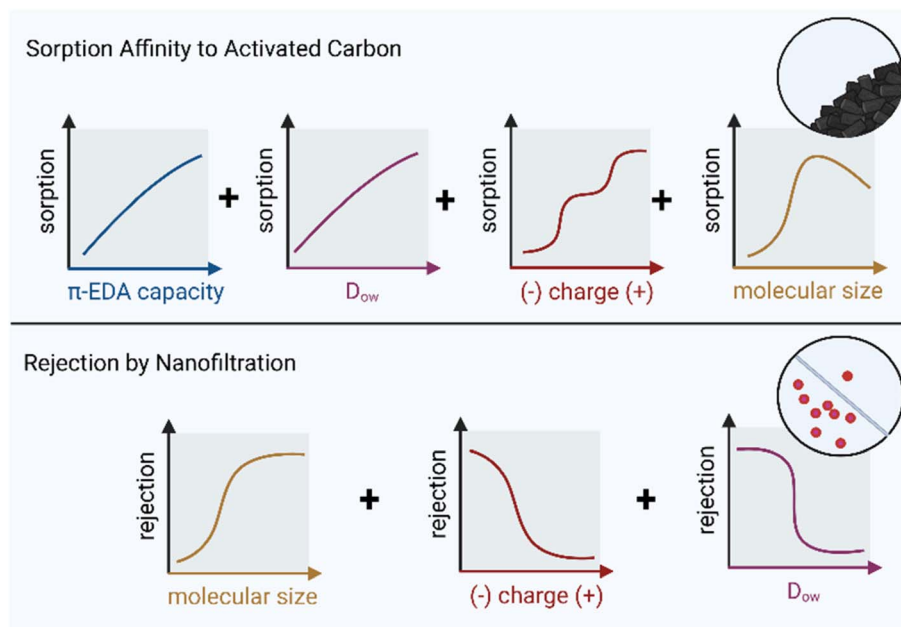 Sorption Affinity to Activated Carbon
sorption
π-EDA capacity
+
sorption
Dow
+
sorption
(-) charge (+)
+
sorption
molecular size
Rejection by Nanofiltration
rejection
molecular size
+
rejection
(-) charge (+)
+
rejection
Dow